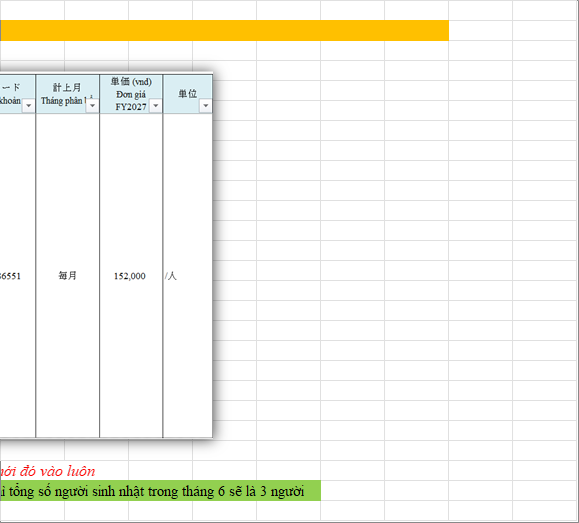 ード
計上月
単価 (vnd)
単位
khoản
Tháng phân
Đơn giá
FY2027
6551
毎月
152,000
/人
mới đó vào luôn
ì tổng số người sinh nhật trong tháng 6 sẽ là 3 người